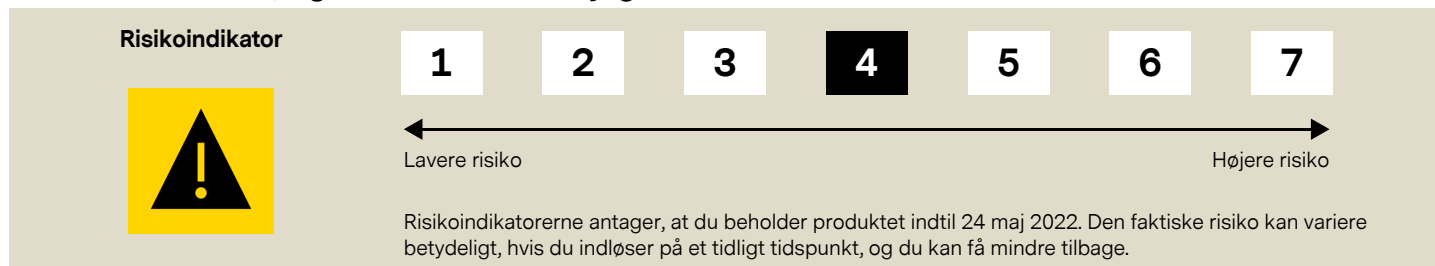 Risikoindikator
1 2 3 4 5 6 7
Lavere risiko Højere risiko
Risikoindikatorerne antager, at du beholder produktet indtil 24 maj 2022. Den faktiske risiko kan variere
betydeligt, hvis du indløser på et tidligt tidspunkt, og du kan få mindre tilbage.